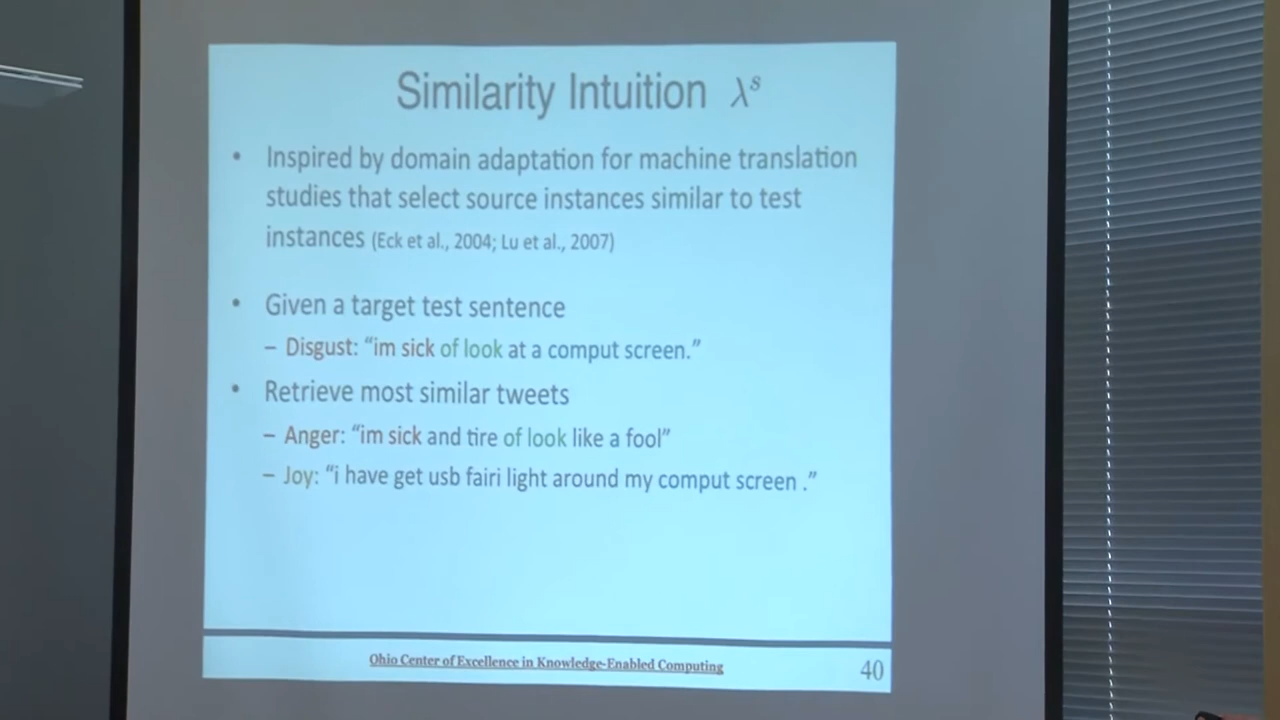 Similarity Intuition λˢ
• Inspired by domain adaptation for machine translation
studies that select source instances similar to test
instances (Eck et al., 2004; Lu et al., 2007)
• Given a target test sentence
– Disgust: “im sick of look at a comput screen.”
• Retrieve most similar tweets
– Anger: “im sick and tire of look like a fool”
– Joy: “i have get usb fairi light around my comput screen .”
Ohio Center of Excellence in Knowledge-Enabled Computing
40